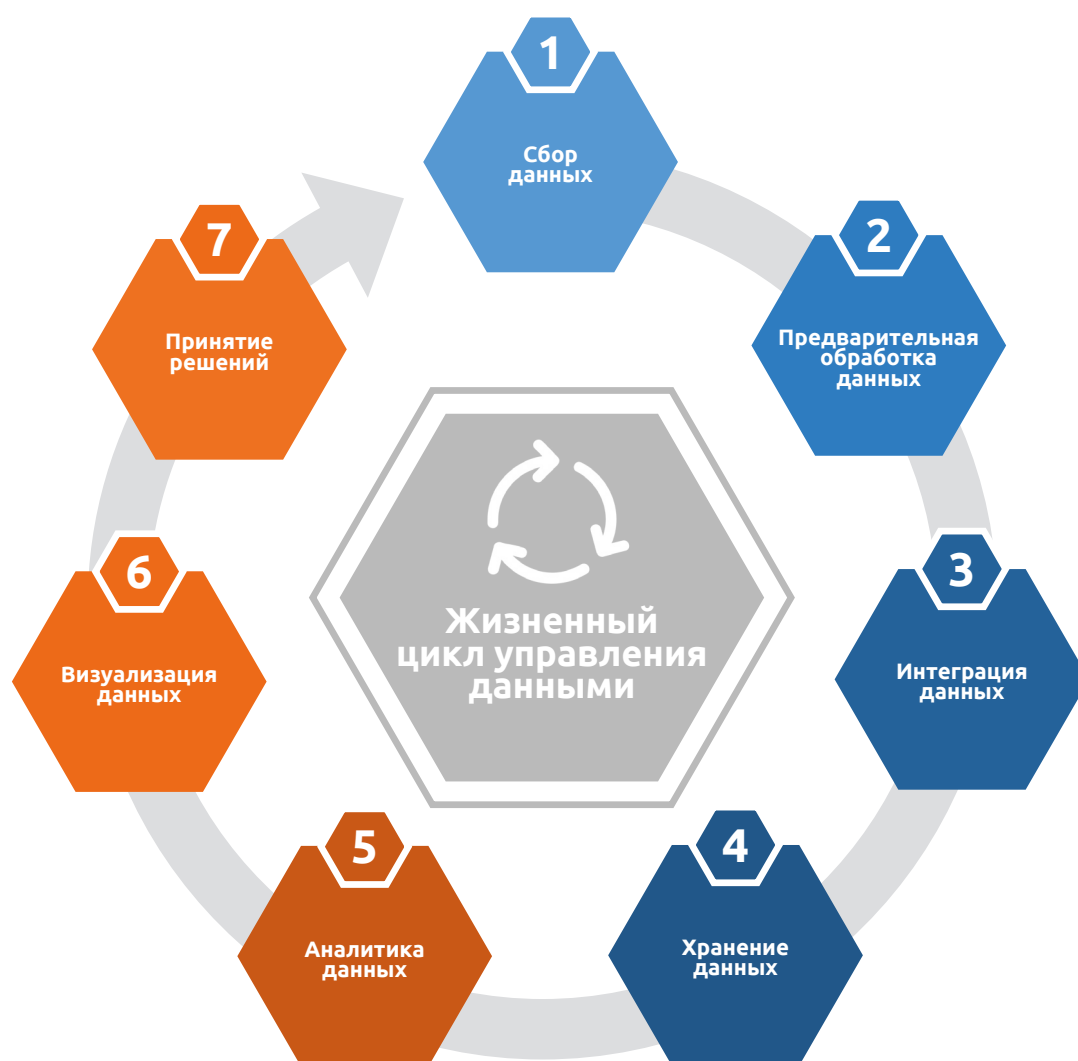 1
Сбор
данных
2
Предварительная
обработка
данных
3
Интеграция
данных
4
Хранение
данных
5
Аналитика
данных
6
Визуализация
данных
7
Принятие
решений
Жизненный
цикл управления
данными